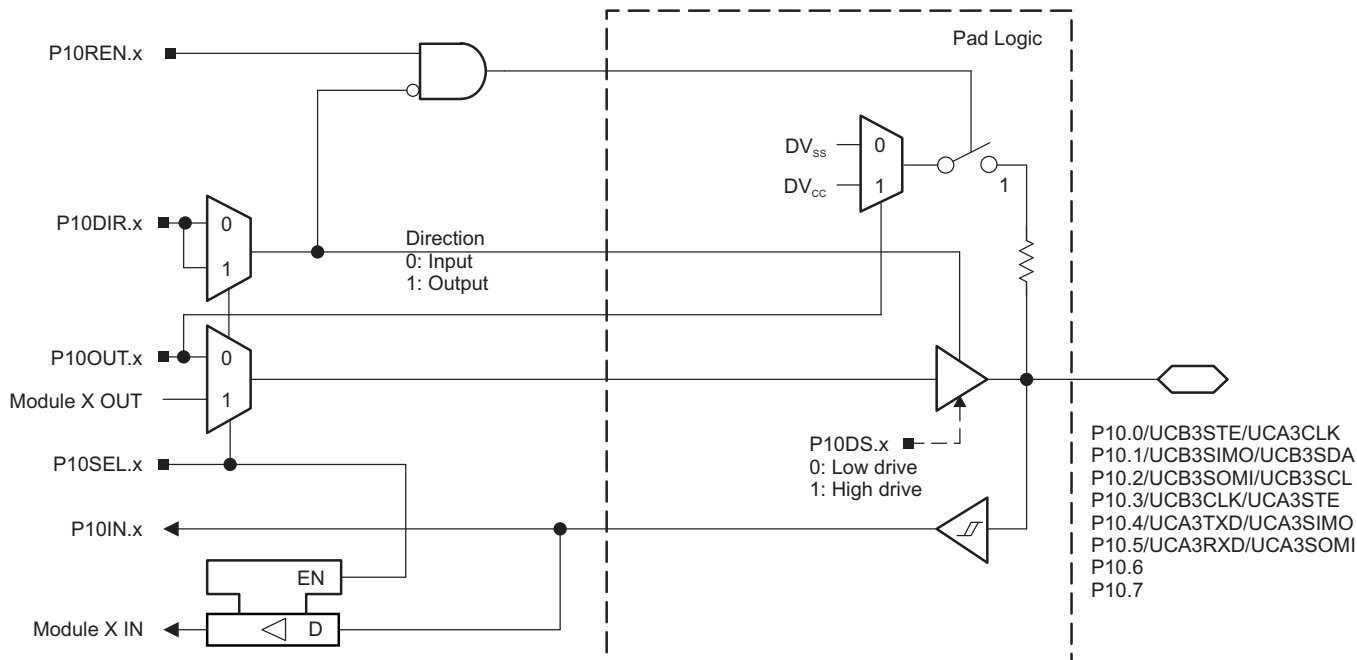 Pad Logic
P10REN.x
DVSS
0
DVCC
1
1
P10DIR.x
0
1
Direction
0: Input
1: Output
P10OUT.x
0
Module X OUT
1
P10DS.x
0: Low drive
1: High drive
P10SEL.x
P10IN.x
EN
Module X IN
D
P10.0/UCB3STE/UCA3CLK
P10.1/UCB3SIMO/UCB3SDA
P10.2/UCB3SOMI/UCB3SCL
P10.3/UCB3CLK/UCA3STE
P10.4/UCA3TXD/UCA3SIMO
P10.5/UCA3RXD/UCA3SOMI
P10.6
P10.7